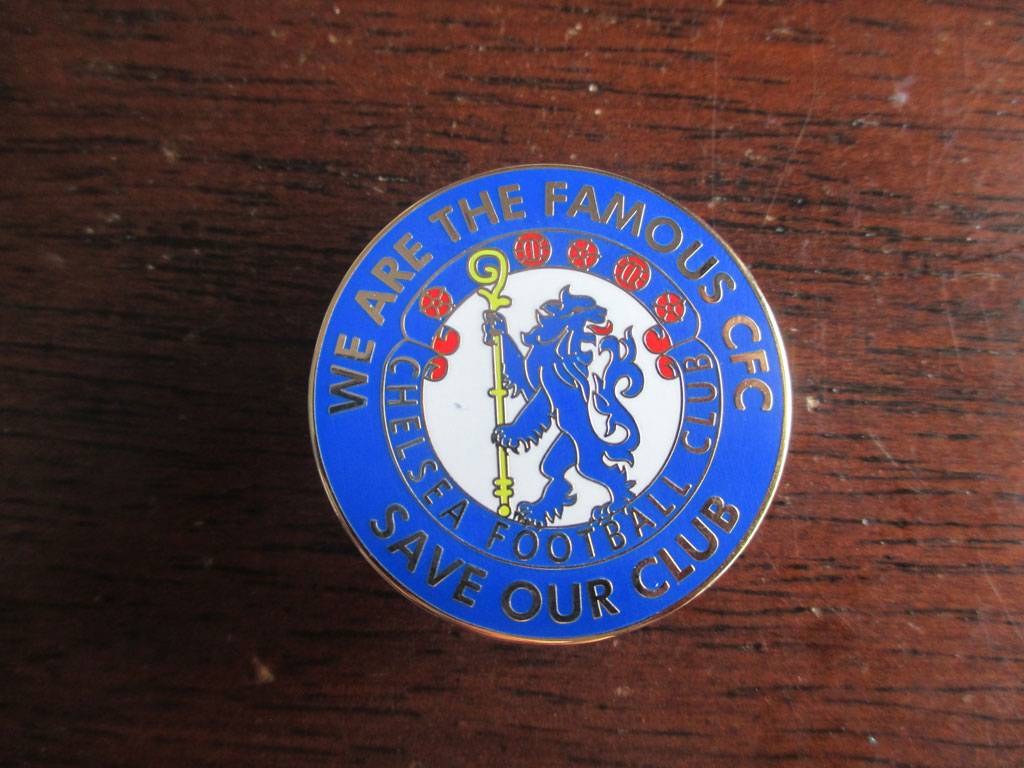 WE ARE THE FAMOUS CFC
CHELSEA FOOTBALL CLUB
SAVE OUR CLUB